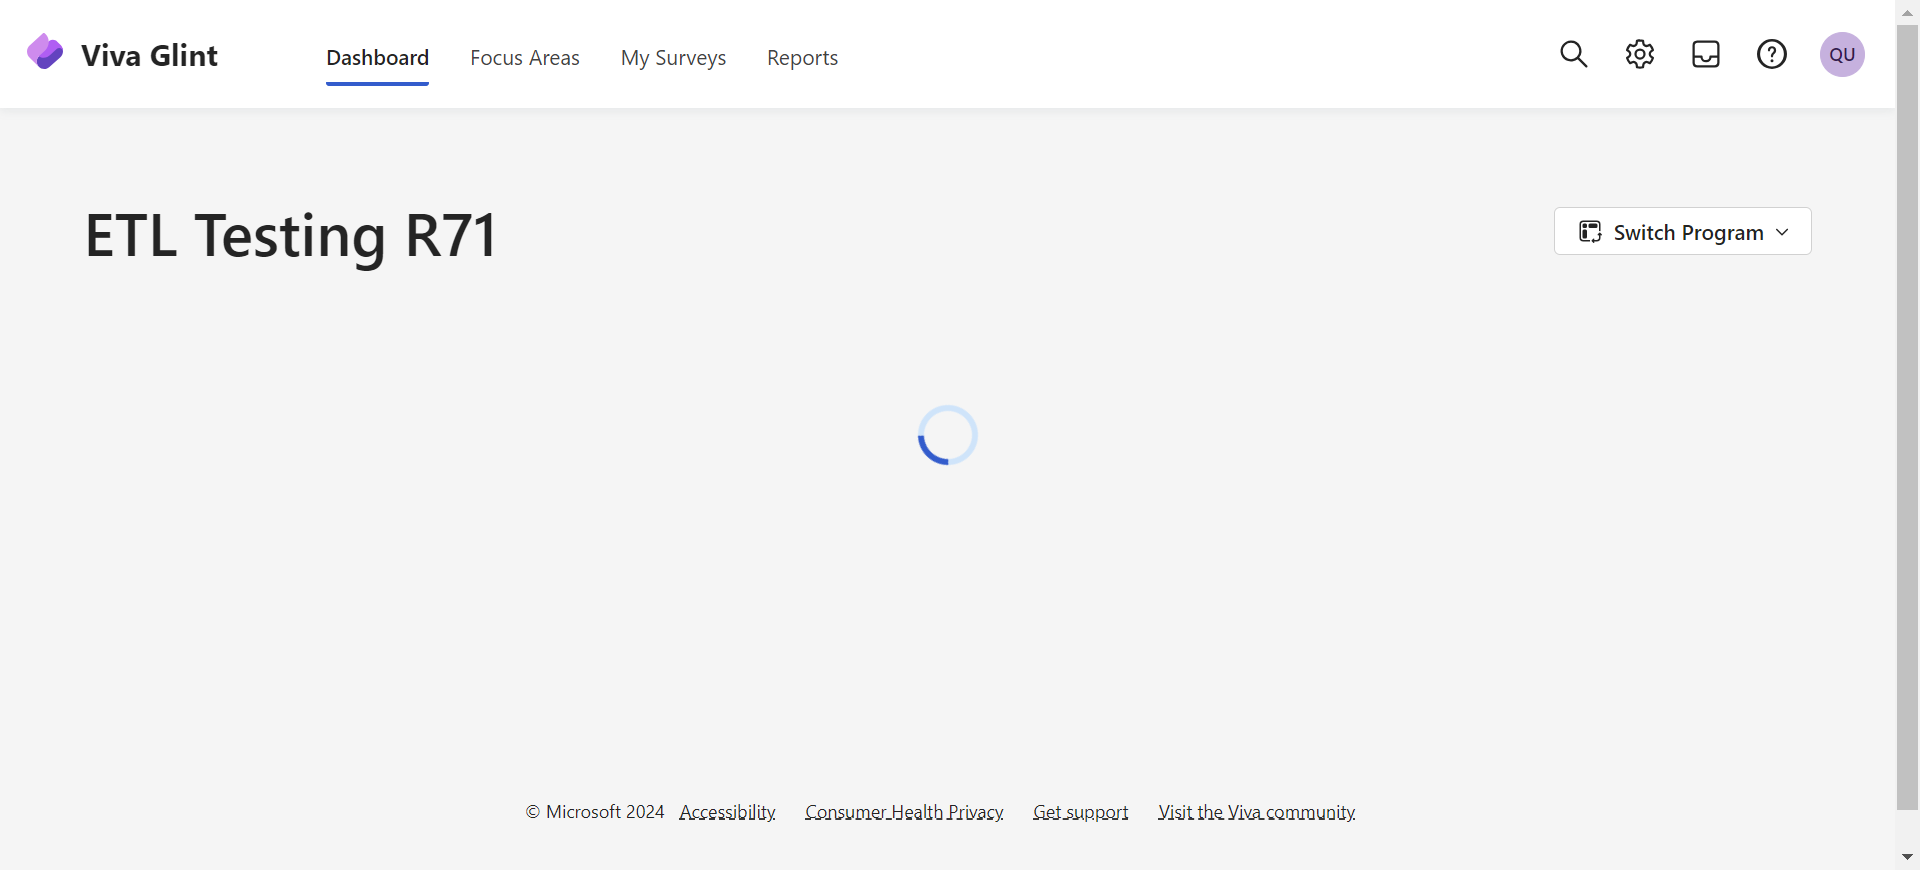 Viva Glint
Dashboard
Focus Areas
My Surveys
Reports
QU
ETL Testing R71
Switch Program
© Microsoft 2024 Accessibility Consumer Health Privacy Get support Visit the Viva community